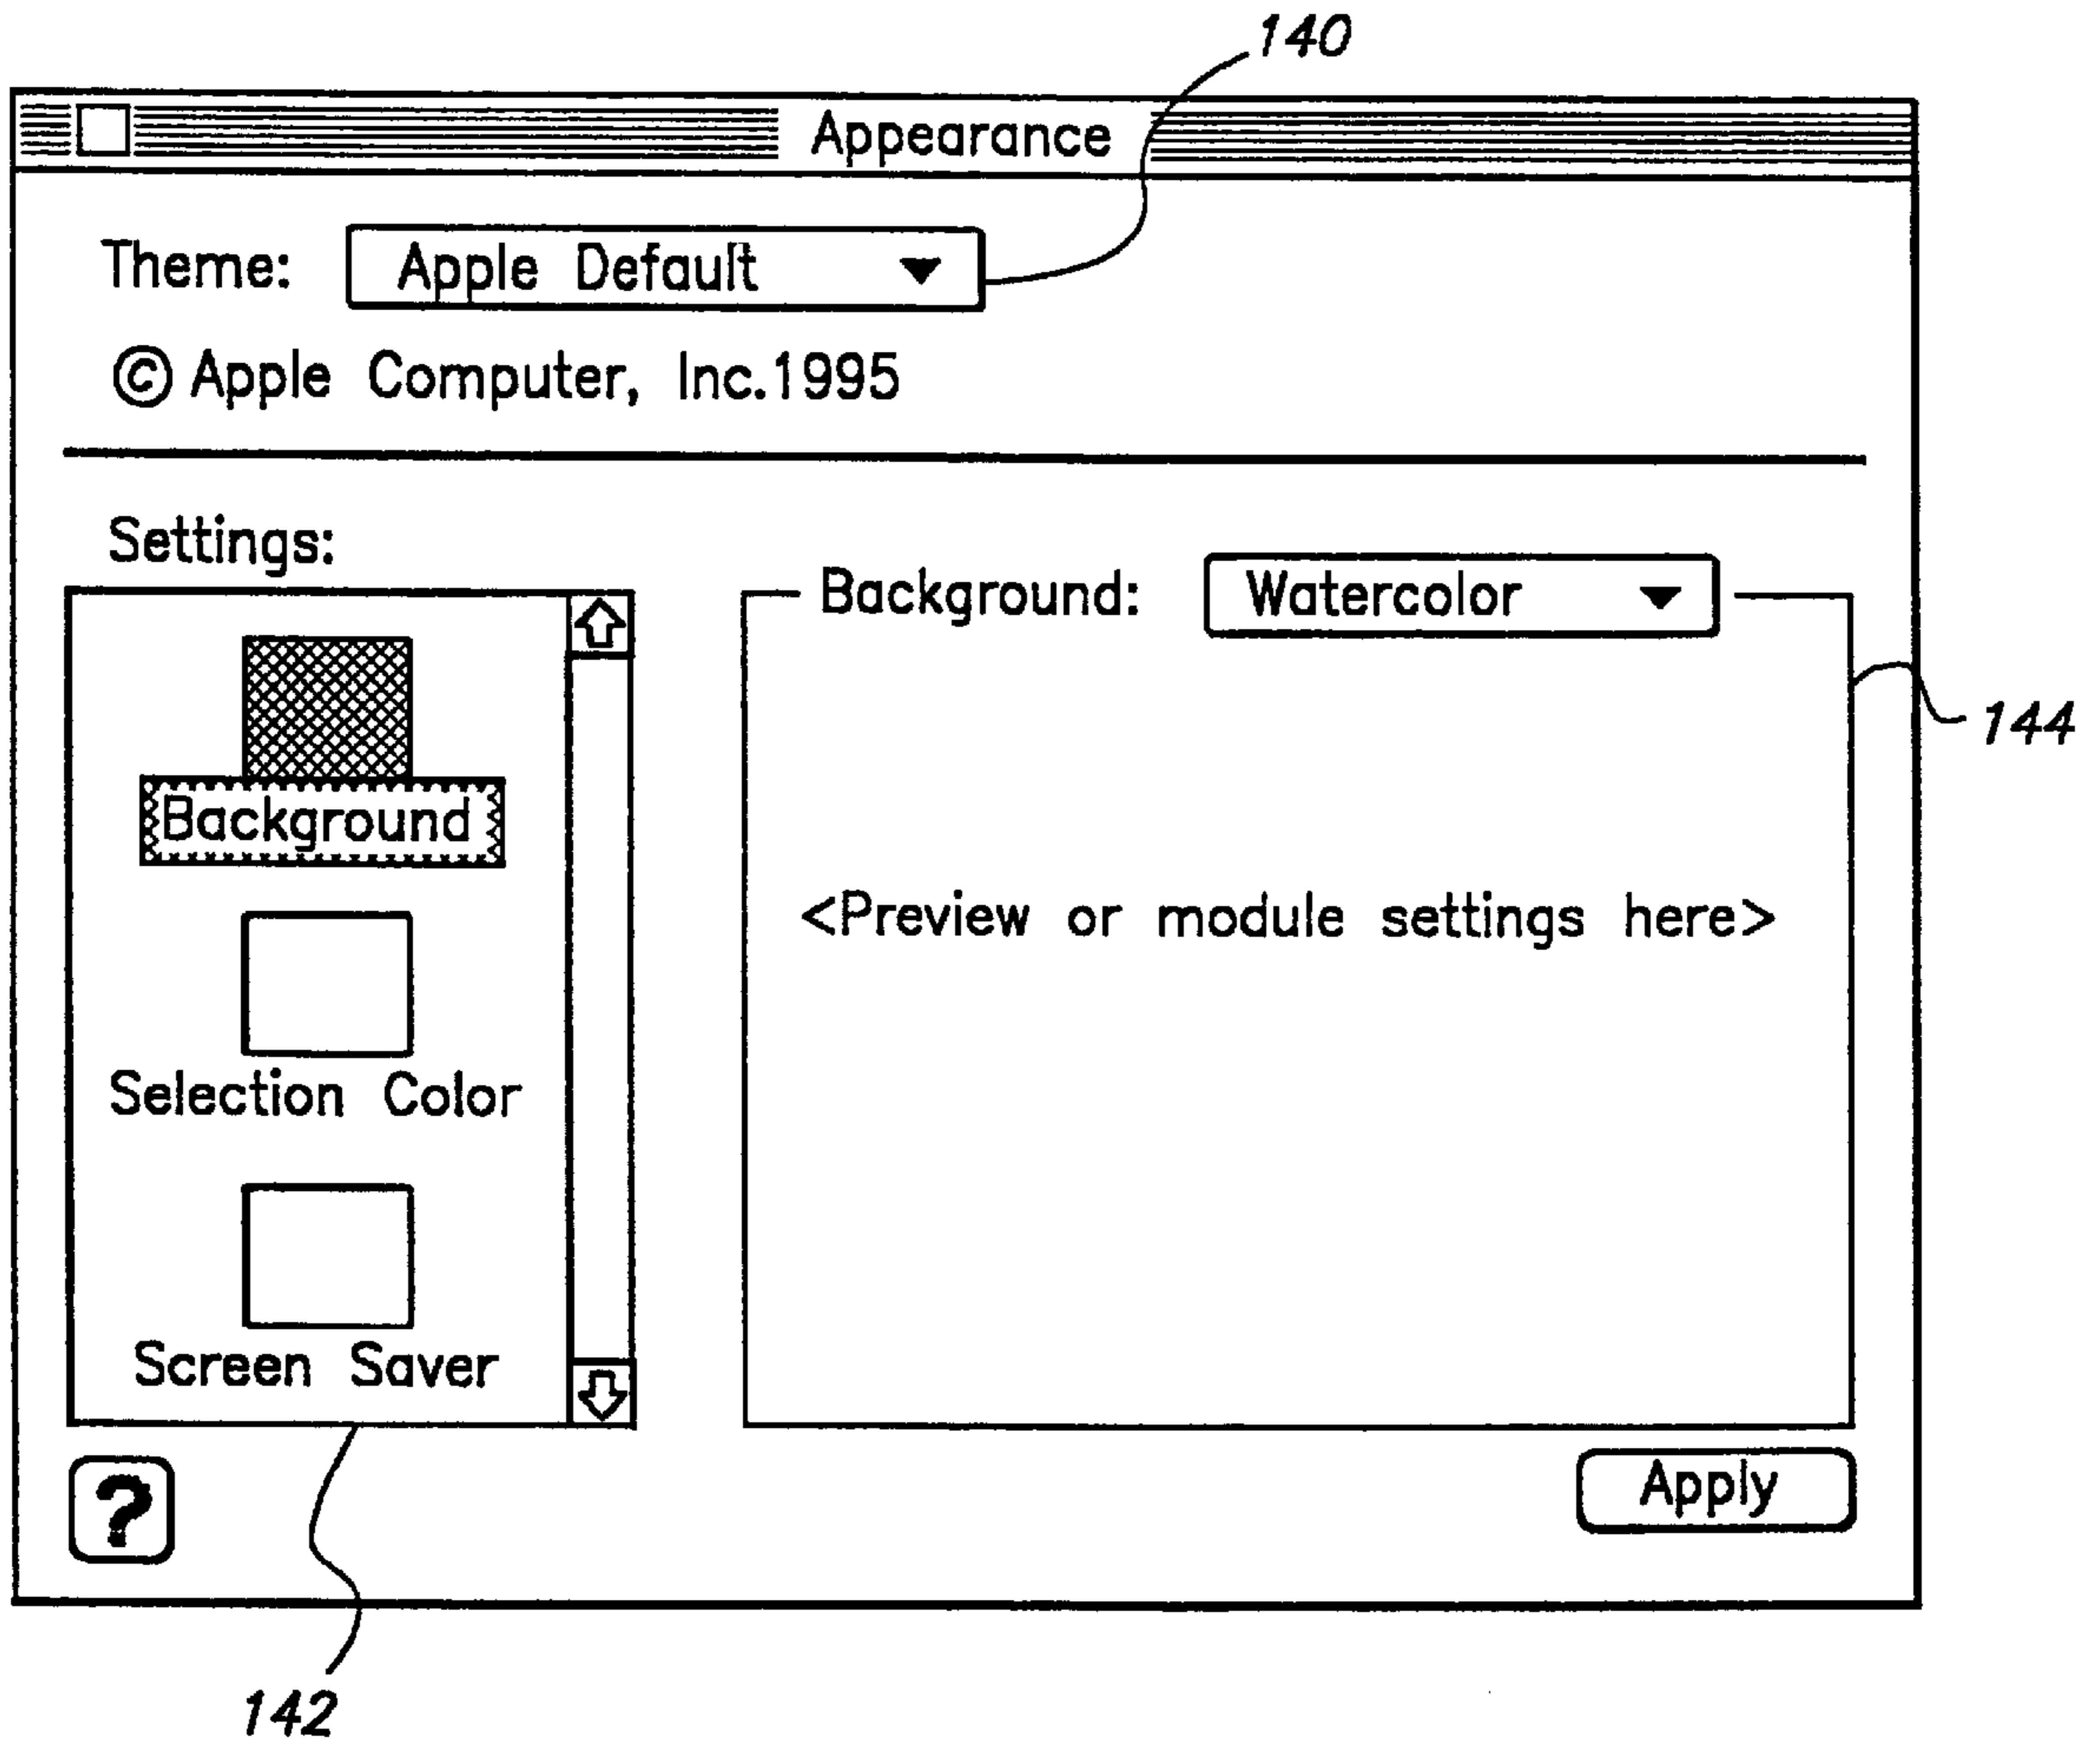 140
Appearance
Theme: Apple Default
© Apple Computer, Inc.1995
Settings:
Background: Watercolor
144
Background
<Preview or module settings here>
Selection Color
Screen Saver
?
Apply
142